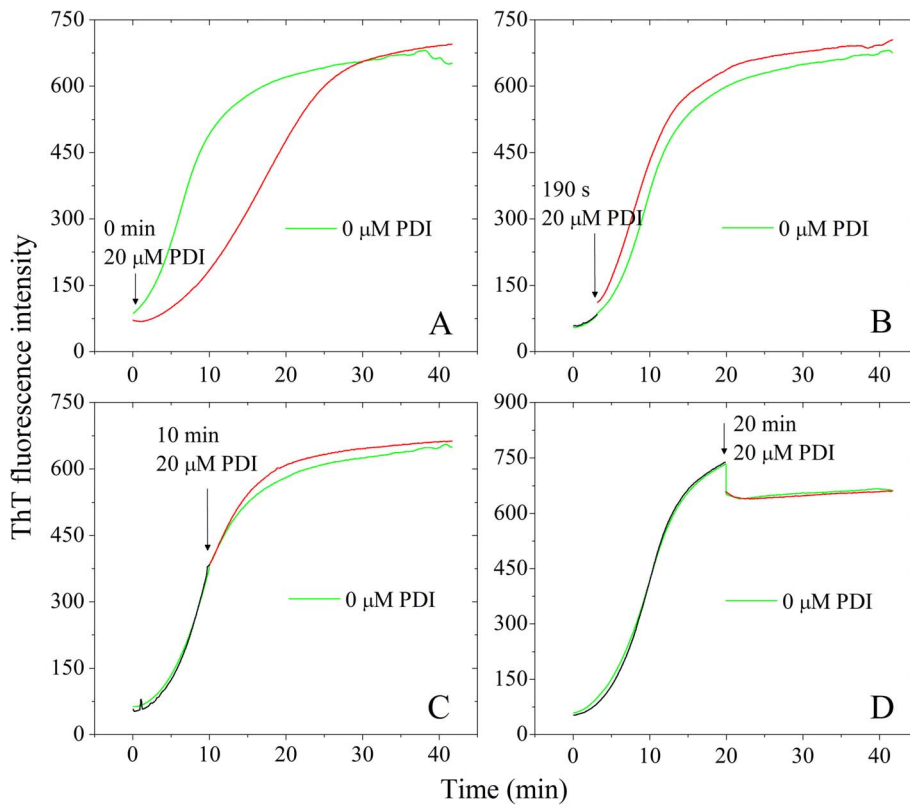 ThT fluorescence intensity
750
600
450
300
150
0
0 min
20 μM PDI
0 μM PDI
A
0 10 20 30 40
750
600
450
300
150
0
190 s
20 μM PDI
0 μM PDI
B
0 10 20 30 40
750
600
450
300
150
0
10 min
20 μM PDI
0 μM PDI
C
0 10 20 30 40
900
750
600
450
300
150
0
20 min
20 μM PDI
0 μM PDI
D
0 10 20 30 40
Time (min)